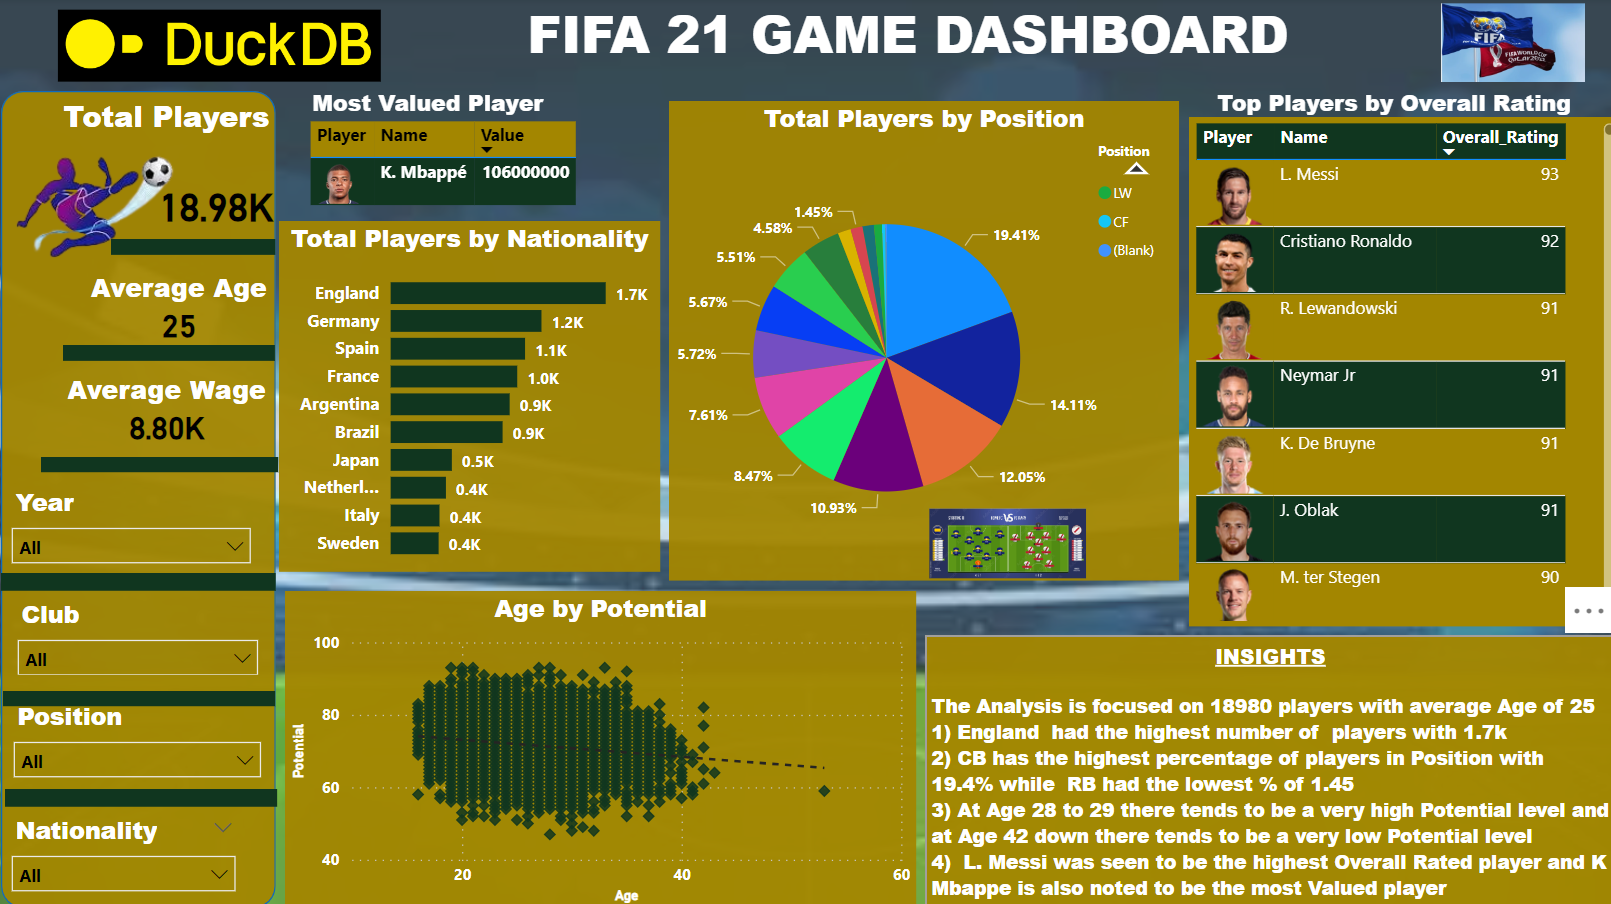 DuckDB
FIFA 21 GAME DASHBOARD
FIFA
Total Players
18.98K
Average Age
25
Average Wage
8.80K
Year
All
Club
All
Position
All
Nationality
All
Most Valued Player
Player Name Value
K. Mbappé 106000000
Total Players by Nationality
England 1.7K
Germany 1.2K
Spain 1.1K
France 1.0K
Argentina 0.9K
Brazil 0.9K
Japan 0.5K
Netherl... 0.4K
Italy 0.4K
Sweden 0.4K
Total Players by Position
Position
LW
CF
(Blank)
19.41%
14.11%
12.05%
10.93%
8.47%
7.61%
5.72%
5.67%
5.51%
4.58%
1.45%
Top Players by Overall Rating
Player Name Overall_Rating
L. Messi 93
Cristiano Ronaldo 92
R. Lewandowski 91
Neymar Jr 91
K. De Bruyne 91
J. Oblak 91
M. ter Stegen 90
Age by Potential
100
80
60
40
Potential
20 40 60
Age
INSIGHTS
The Analysis is focused on 18980 players with average Age of 25
1) England had the highest number of players with 1.7k
2) CB has the highest percentage of players in Position with
19.4% while RB had the lowest % of 1.45
3) At Age 28 to 29 there tends to be a very high Potential level and
at Age 42 down there tends to be a very low Potential level
4) L. Messi was seen to be the highest Overall Rated player and K
Mbappe is also noted to be the most Valued player